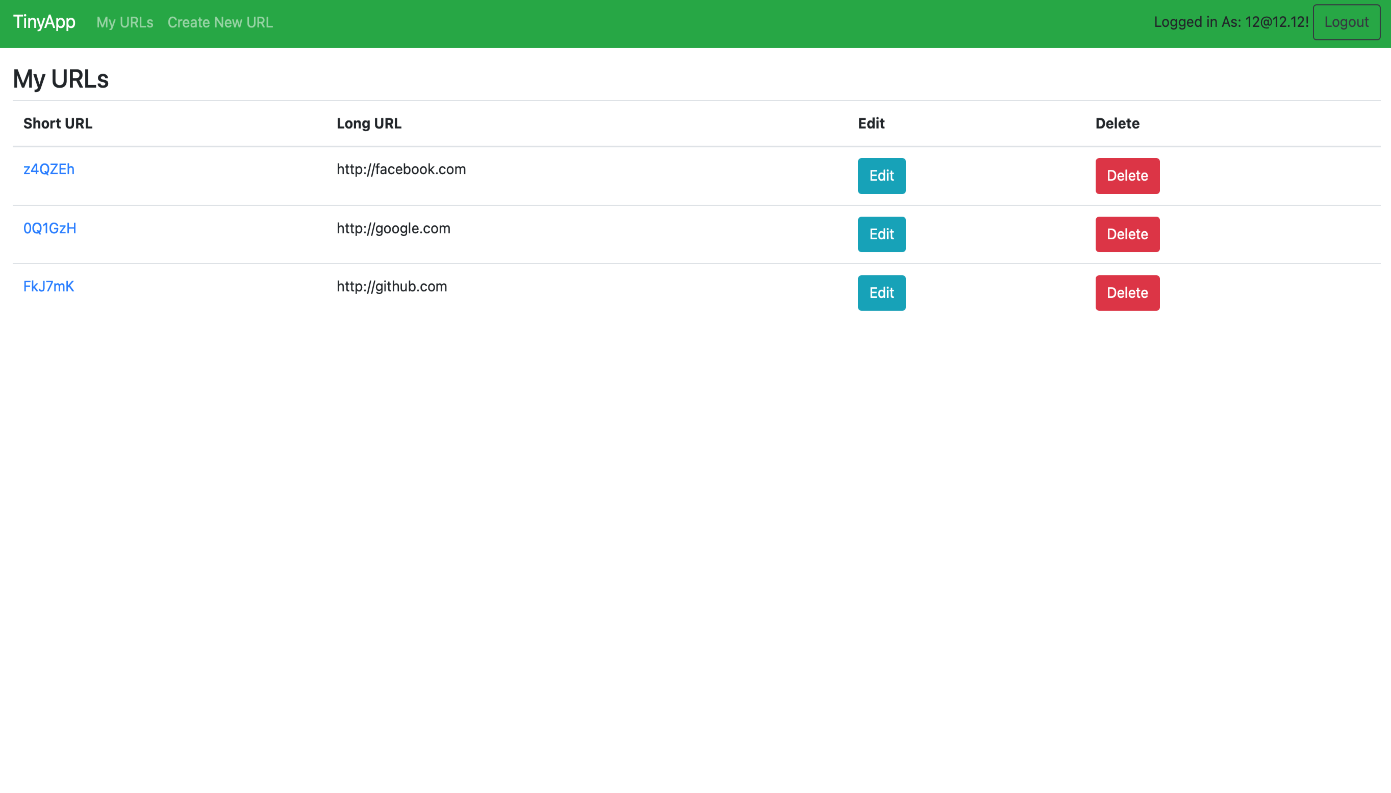 TinyApp My URLs Create New URL Logged in As: 12@12.12! Logout
My URLs
Short URL Long URL Edit Delete
z4QZEh http://facebook.com Edit Delete
0Q1GzH http://google.com Edit Delete
FkJ7mK http://github.com Edit Delete